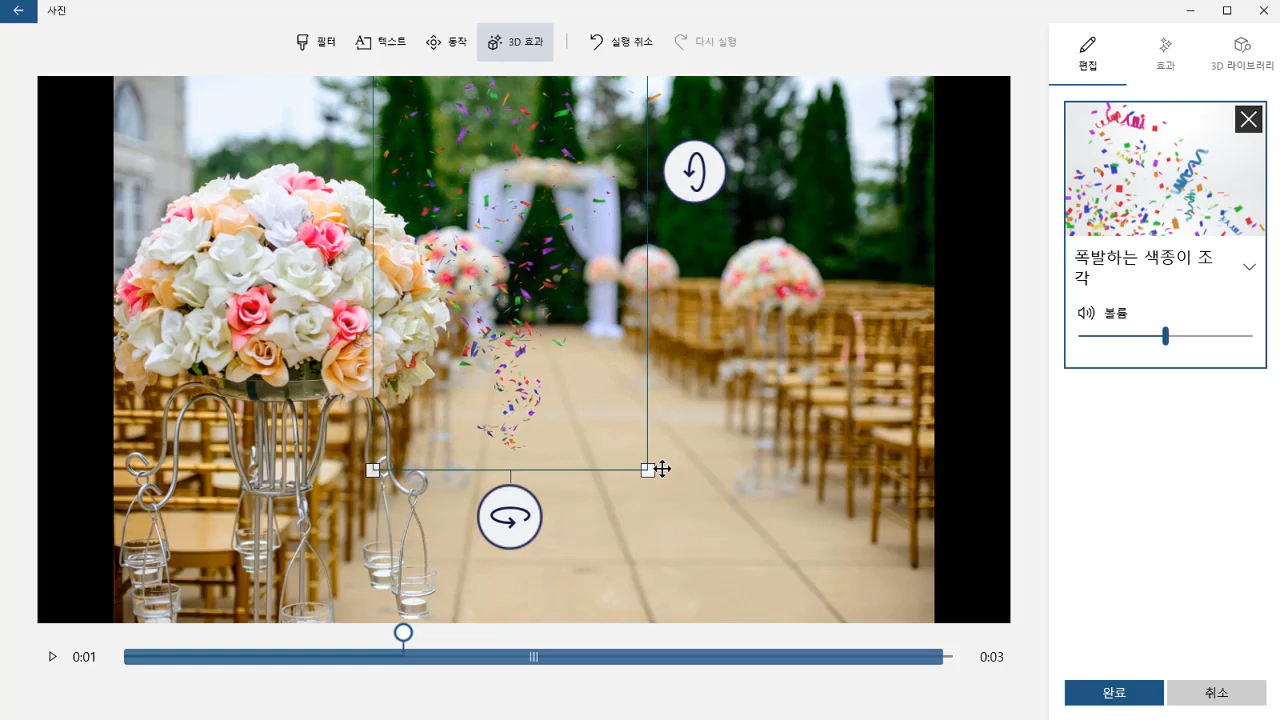 사진
필터
텍스트
동작
3D 효과
실행 취소
다시 실행
편집
효과
3D 라이브러리
폭발하는 색종이 조
각
볼륨
0:01
0:03
완료
취소